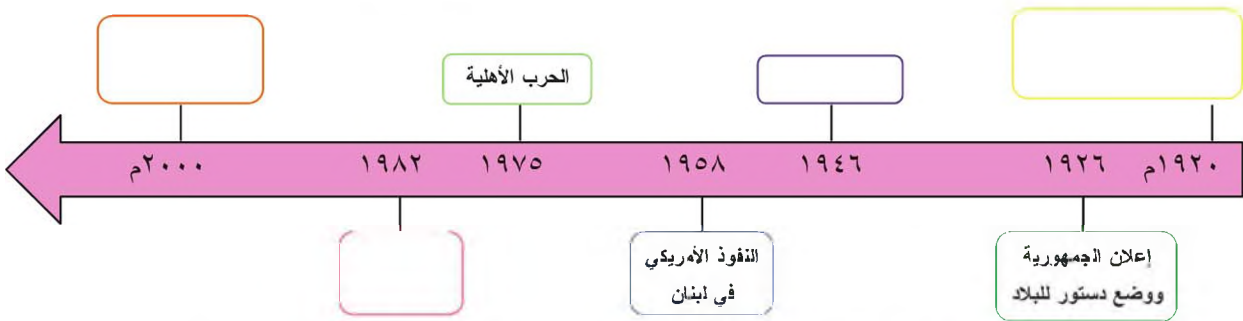 الحرب الأهلية
١٩٢٠م
١٩٢٦
١٩٤٦
١٩٥٨
١٩٧٥
١٩٨٢
٢٠٠٠م
إعلان الجمهورية
ووضع دستور للبلاد
النفوذ الأمريكي
في لبنان